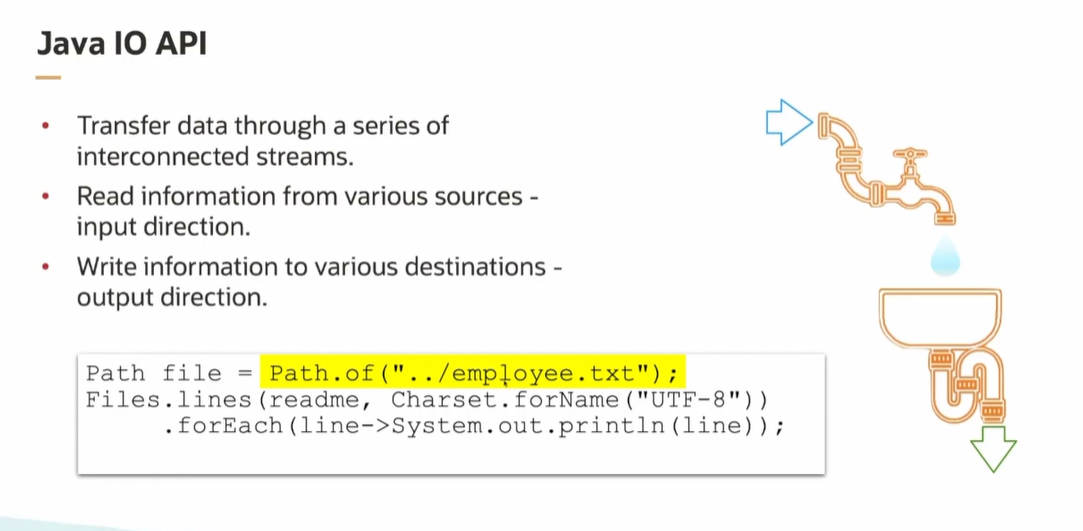 Java IO API
• Transfer data through a series of
interconnected streams.
• Read information from various sources -
input direction.
• Write information to various destinations -
output direction.
Path file = Path.of("../employee.txt");
Files.lines(readme, Charset.forName("UTF-8"))
.forEach(line->System.out.println(line));